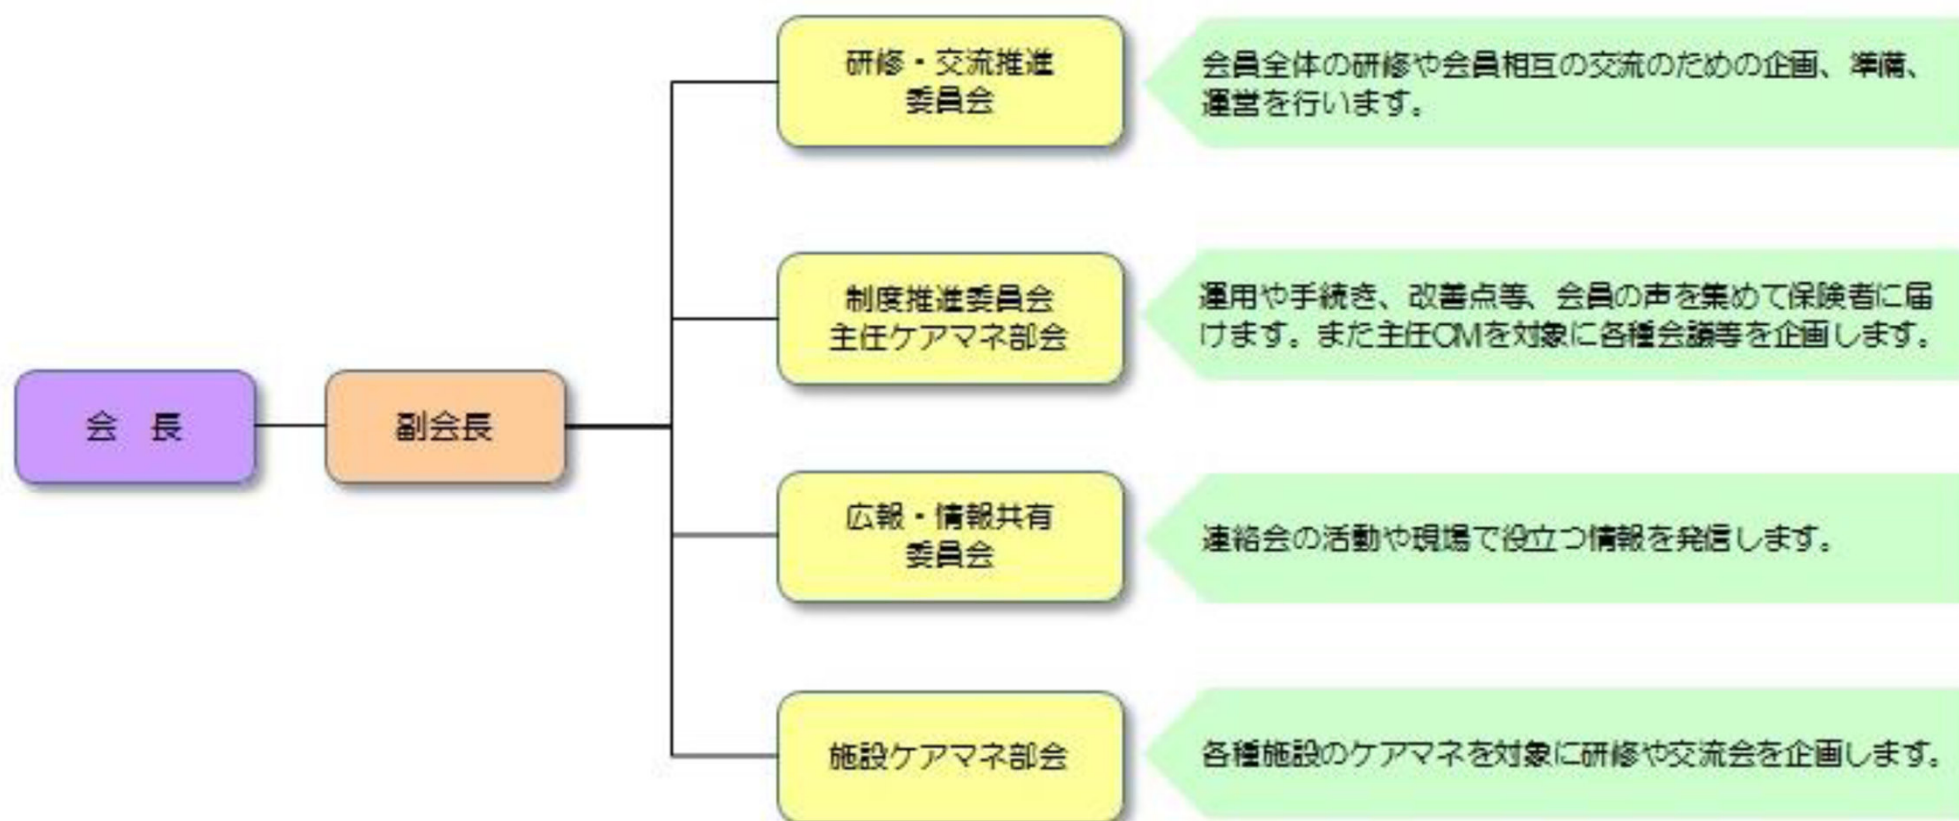 研修・交流推進
委員会
会員全体の研修や会員相互の交流のための企画、準備、
運営を行います。
制度推進委員会
主任ケアマネ部会
運用や手続き、改善点等、会員の声を集めて保険者に届
けます。また主任CMを対象に各種会議等を企画します。
会　長
副会長
広報・情報共有
委員会
連絡会の活動や現場で役立つ情報を発信します。
施設ケアマネ部会
各種施設のケアマネを対象に研修や交流会を企画します。